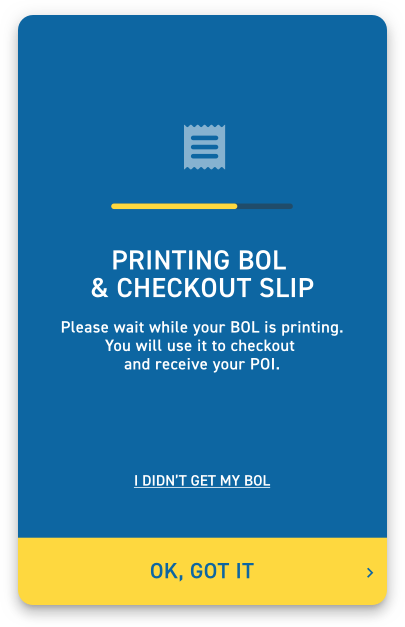 PRINTING BOL
& CHECKOUT SLIP
Please wait while your BOL is printing.
You will use it to checkout
and receive your POI.
I DIDN'T GET MY BOL
OK, GOT IT